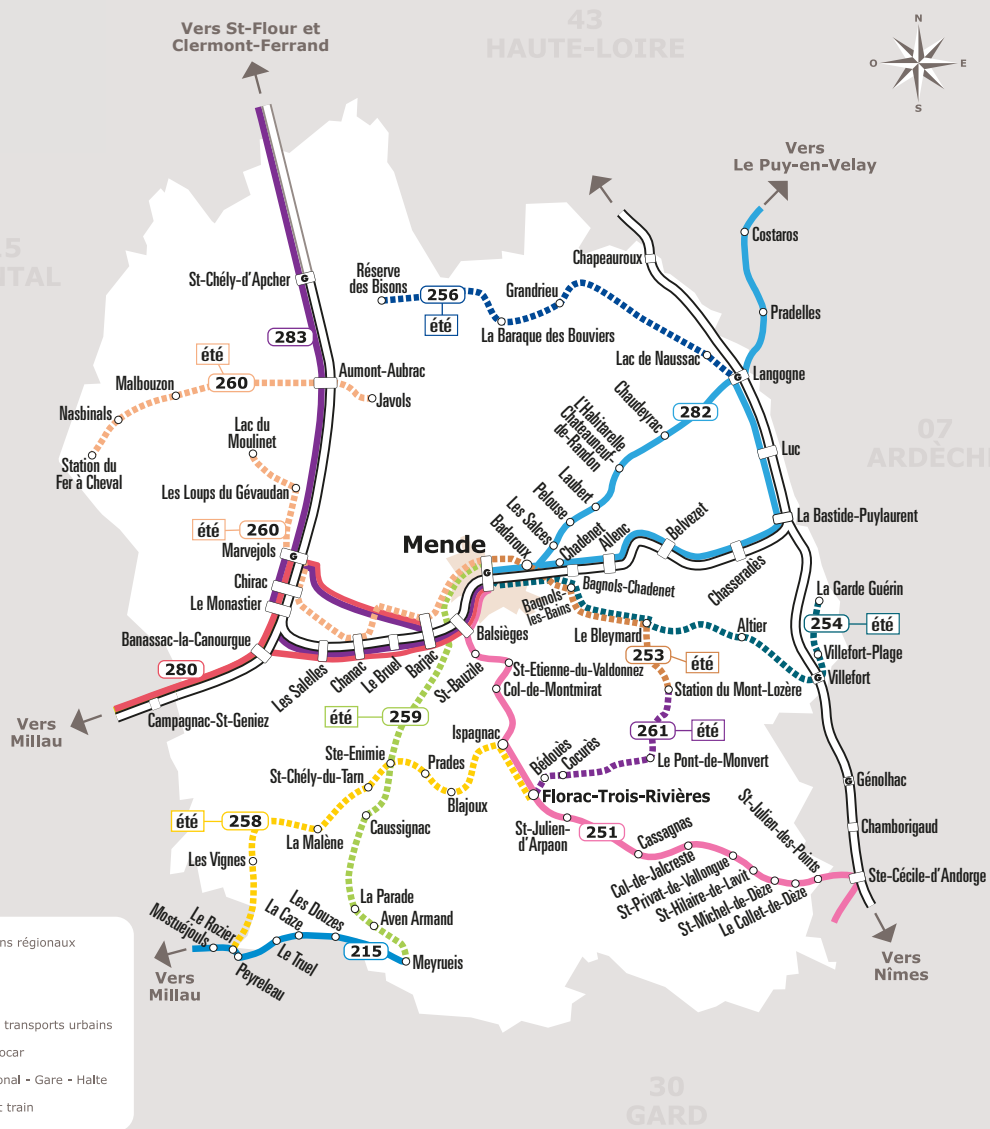 43
HAUTE-LOIRE
N
O
E
S
Vers St-Flour et
Clermont-Ferrand
Vers
Le Puy-en-Velay
Costaros
Chapeauroux
Pradelles
15
St-Chély-d'Apcher
Réserve
des Bisons
256
été
Grandrieu
La Baraque des Bouviers
Lac de Naussac
Langogne
283
été
260
Aumont-Aubrac
Javols
Malbouzon
Nasbinals
Station du
Fer à Cheval
Lac du
Moulinet
Les Loups du Gévaudan
Chaudeyrac
282
L'Habitarelle
Chateauneuf-
de-Randon
Laubert
Pelouse
Les Salces
Badaroux
07
ARDÈCHE
Luc
La Bastide-Puylaurent
été
260
Marvejols
Mende
G
Chadenet
Allenc
Belvezet
Chasseradès
Chirac
Le Monastier
Banassac-la-Canourgue
280
Les Salelles
Chanac
Le Bruel
Barjac
Balsièges
Bagnols-Chadenet
Bagnols-
les-Bains
Le Bleymard
Altier
La Garde Guérin
254
été
Villefort-Plage
Villefort
Campagnac-St-Geniez
Vers
Millau
St-Bauzile
St-Etienne-du-Valdonnez
Col-de-Montmirat
253
été
Station du Mont-Lozère
été
259
261
été
Ispagnac
Le Pont-de-Monvert
Bédouès
Cocurès
Ste-Enimie
St-Chély-du-Tarn
Prades
Blajoux
Florac-Trois-Rivières
Génolhac
été
258
La Malène
Caussignac
St-Julien-
d'Arpaon
251
Cassagnas
Col-de-Jalcreste
St-Privat-de-Vallongue
St-Hilaire-de-Lavit
St-Michel-de-Dèze
Le Collet-de-Dèze
St-Julien-des-Points
Chamborigaud
Ste-Cécile-d'Andorge
Les Vignes
La Parade
Aven Armand
Mostuéjouls
Le Rozier
Peyreleau
La Caze
Les Douzes
Le Truel
215
Meyrueis
Vers
Millau
Vers
Nîmes
ns régionaux
transports urbains
ocar
onal - Gare - Halte
t train
30
GARD